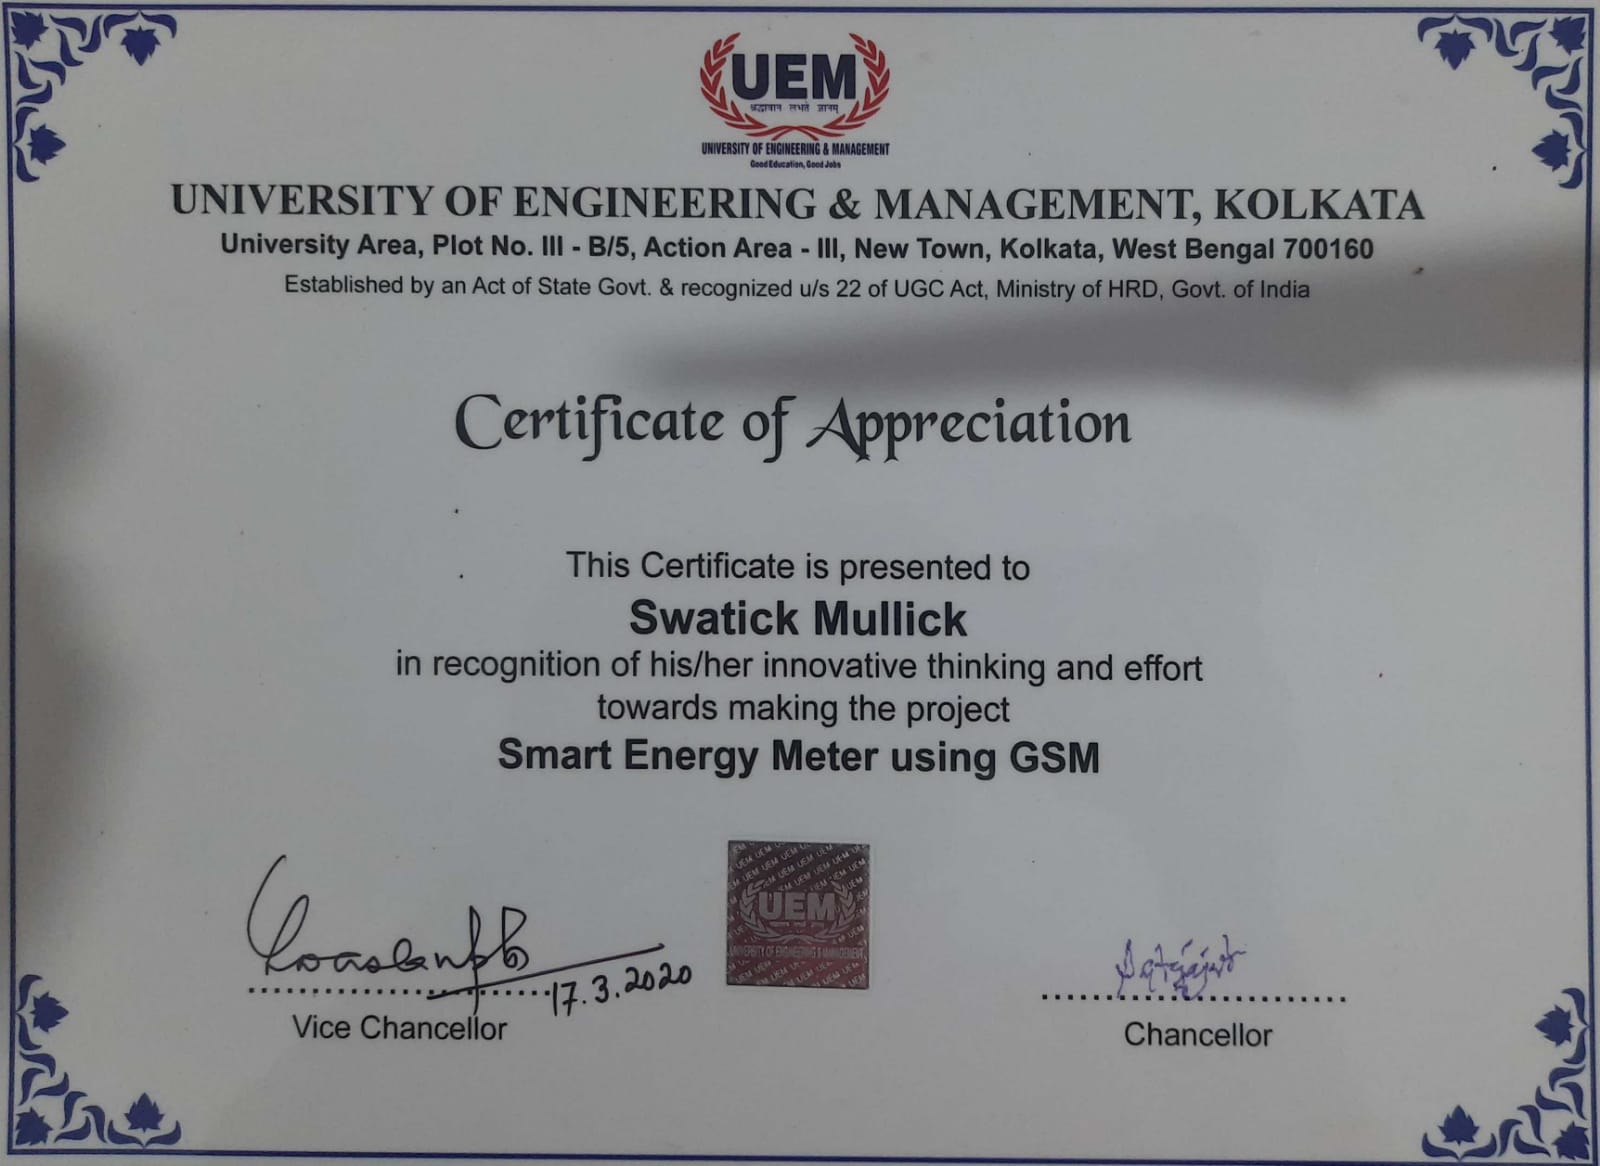 UEM
श्रद्धावान लभते ज्ञानम्
UNIVERSITY OF ENGINEERING & MANAGEMENT
Good Education, Good Jobs
UNIVERSITY OF ENGINEERING & MANAGEMENT, KOLKATA
University Area, Plot No. III - B/5, Action Area - III, New Town, Kolkata, West Bengal 700160
Established by an Act of State Govt. & recognized u/s 22 of UGC Act, Ministry of HRD, Govt. of India
Certificate of Appreciation
This Certificate is presented to
Swatick Mullick
in recognition of his/her innovative thinking and effort
towards making the project
Smart Energy Meter using GSM
UEM
UNIVERSITY OF ENGINEERING & MANAGEMENT
17.3.2020
Vice Chancellor
Chancellor